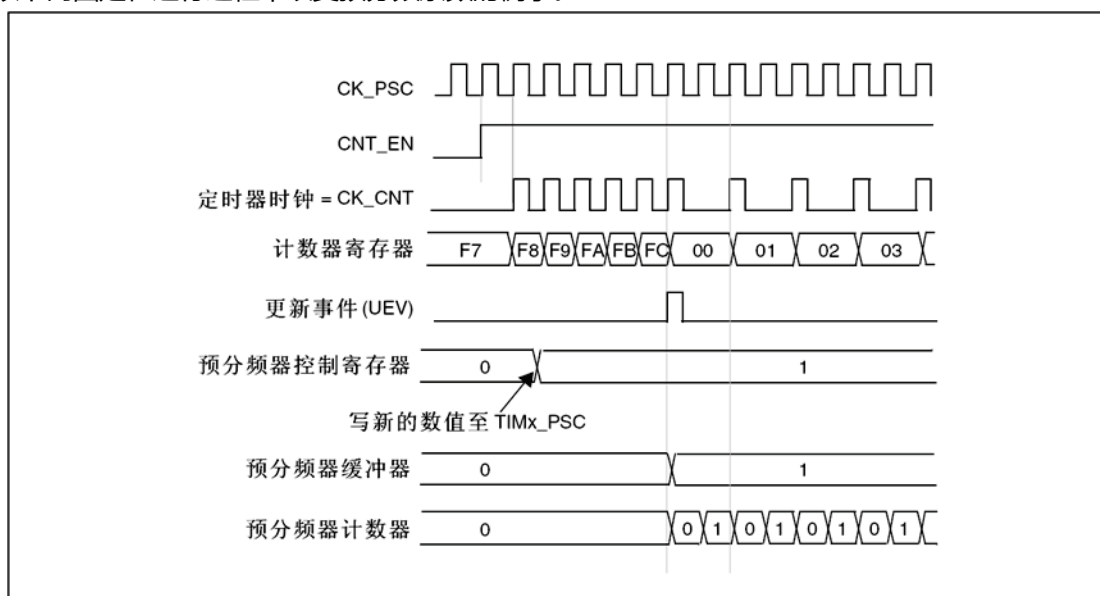 CK_PSC
CNT_EN
定时器时钟 = CK_CNT
计数器寄存器 F7 F8 F9 FA FB FC 00 01 02 03
更新事件(UEV)
预分频器控制寄存器 0 1
写新的数值至 TIMx_PSC
预分频器缓冲器 0 1
预分频器计数器 0 0 1 0 1 0 1 0 1